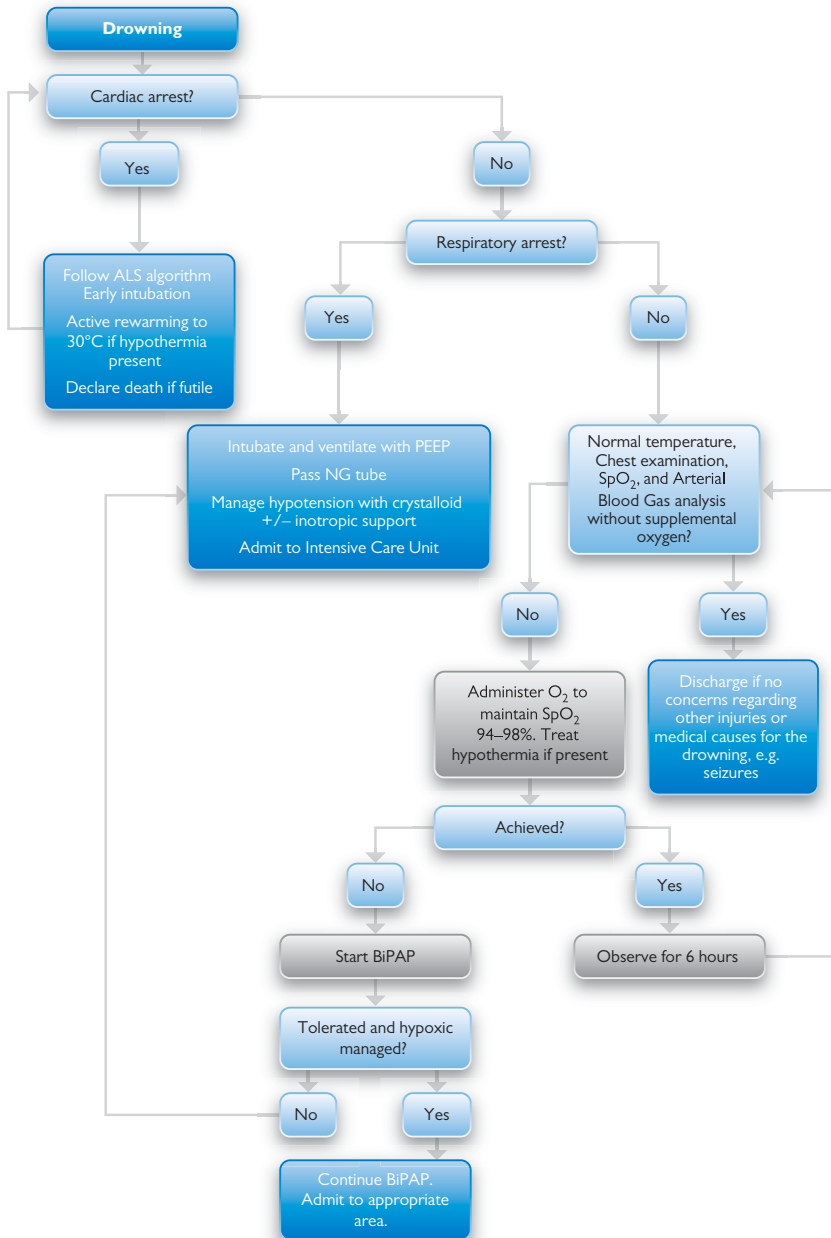 Drowning
Cardiac arrest?
Yes
No
Follow ALS algorithm
Early intubation
Active rewarming to
30°C if hypothermia
present
Declare death if futile
Respiratory arrest?
Yes
No
Intubate and ventilate with PEEP
Pass NG tube
Manage hypotension with crystalloid
+/– inotropic support
Admit to Intensive Care Unit
Normal temperature,
Chest examination,
SpO₂, and Arterial
Blood Gas analysis
without supplemental
oxygen?
No
Yes
Administer O₂ to
maintain SpO₂
94–98%. Treat
hypothermia if present
Discharge if no
concerns regarding
other injuries or
medical causes for the
drowning, e.g.
seizures
Achieved?
No
Yes
Start BiPAP
Observe for 6 hours
Tolerated and hypoxic
managed?
No
Yes
Continue BiPAP.
Admit to appropriate
area.